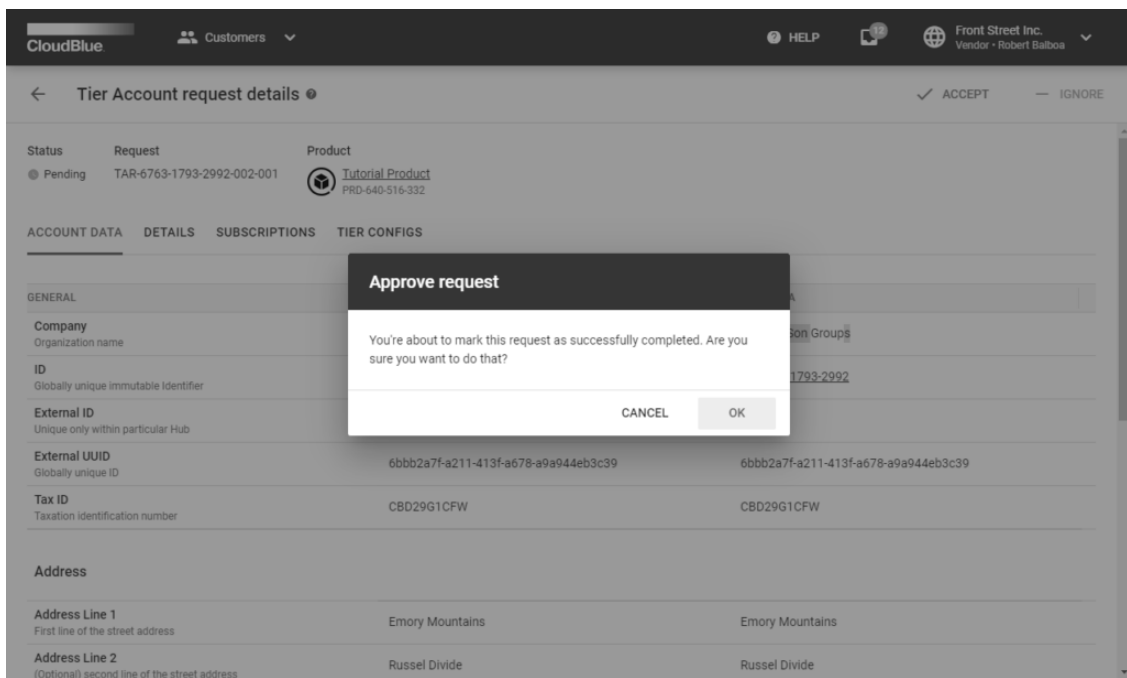 CloudBlue
Customers
HELP
12
Front Street Inc.
Vendor • Robert Balboa
Tier Account request details
ACCEPT
IGNORE
Status
Request
Product
Pending
TAR-6763-1793-2992-002-001
Tutorial Product
PRD-640-516-332
ACCOUNT DATA DETAILS SUBSCRIPTIONS TIER CONFIGS
Approve request
You're about to mark this request as successfully completed. Are you
sure you want to do that?
CANCEL
OK
GENERAL
Company
Organization name
Son Groups
ID
Globally unique immutable Identifier
1793-2992
External ID
Unique only within particular Hub
External UUID
Globally unique ID
6bbb2a7f-a211-413f-a678-a9a944eb3c39
6bbb2a7f-a211-413f-a678-a9a944eb3c39
Tax ID
Taxation identification number
CBD29G1CFW
CBD29G1CFW
Address
Address Line 1
First line of the street address
Emory Mountains
Emory Mountains
Address Line 2
(Optional) second line of the street address
Russel Divide
Russel Divide